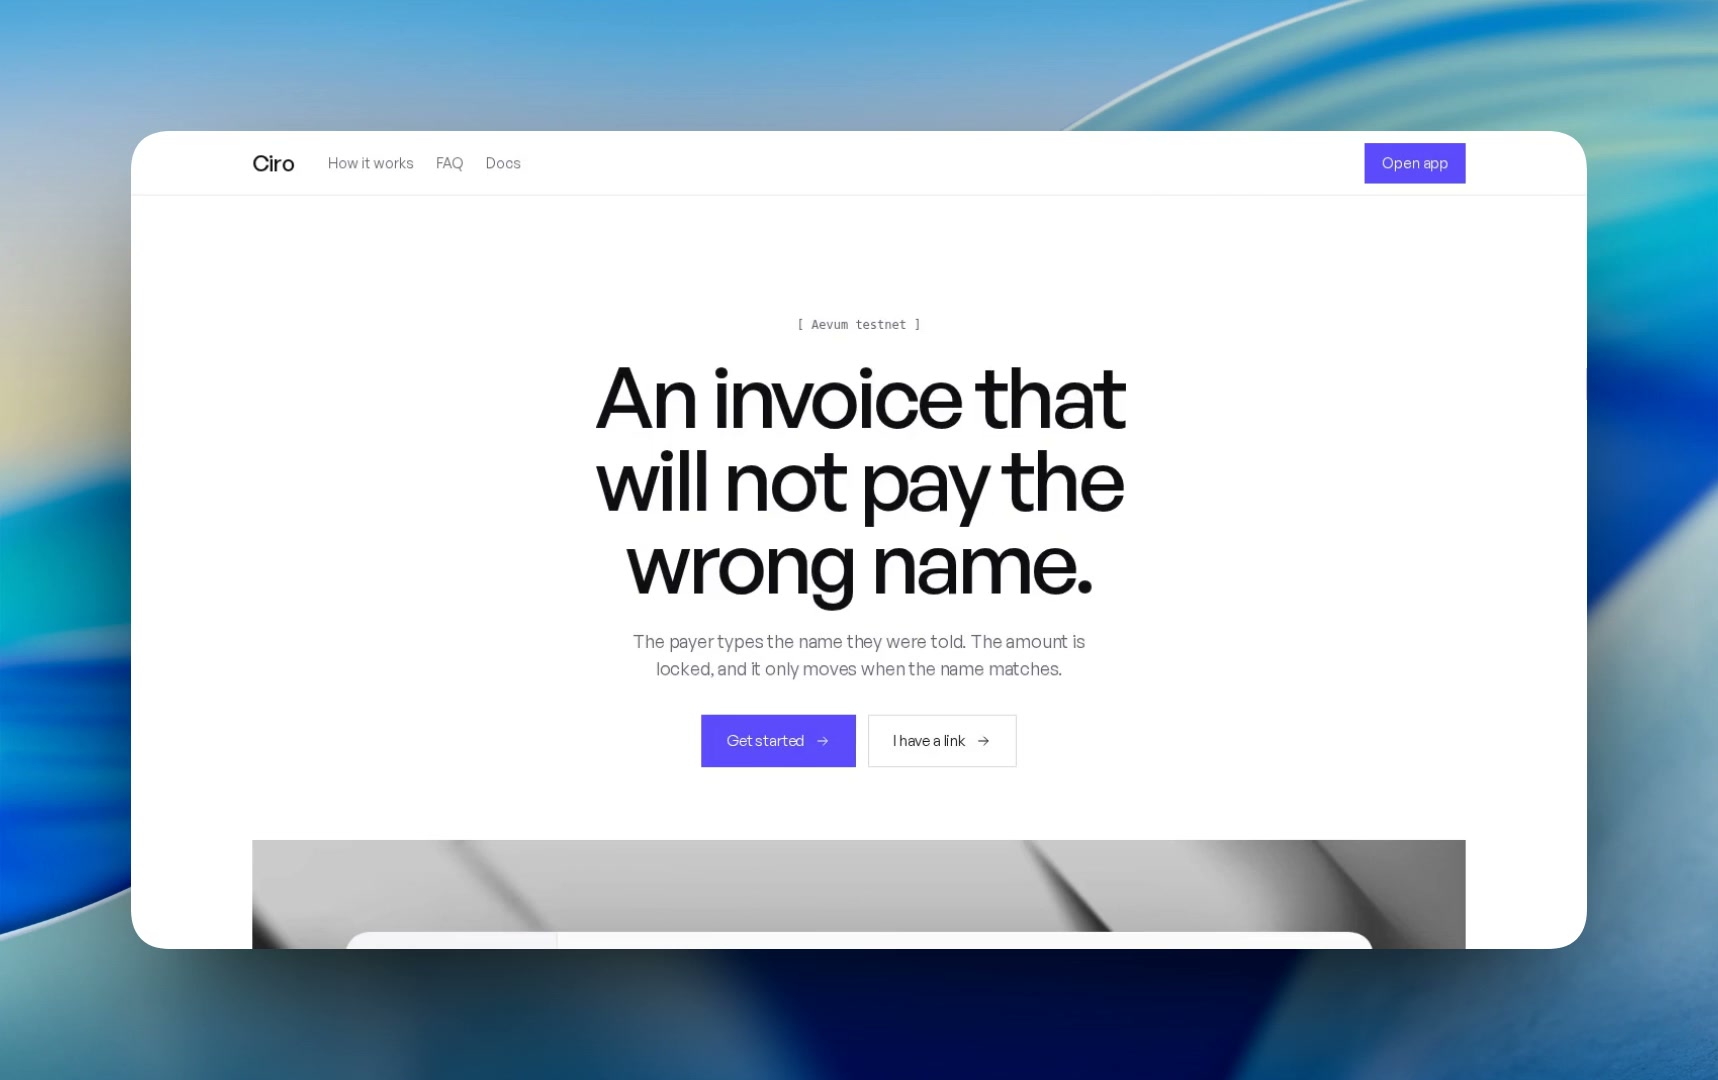 Ciro
How it works
FAQ
Docs
Open app
[ Aevum testnet ]
An invoice that
will not pay the
wrong name.
The payer types the name they were told. The amount is
locked, and it only moves when the name matches.
Get started →
I have a link →